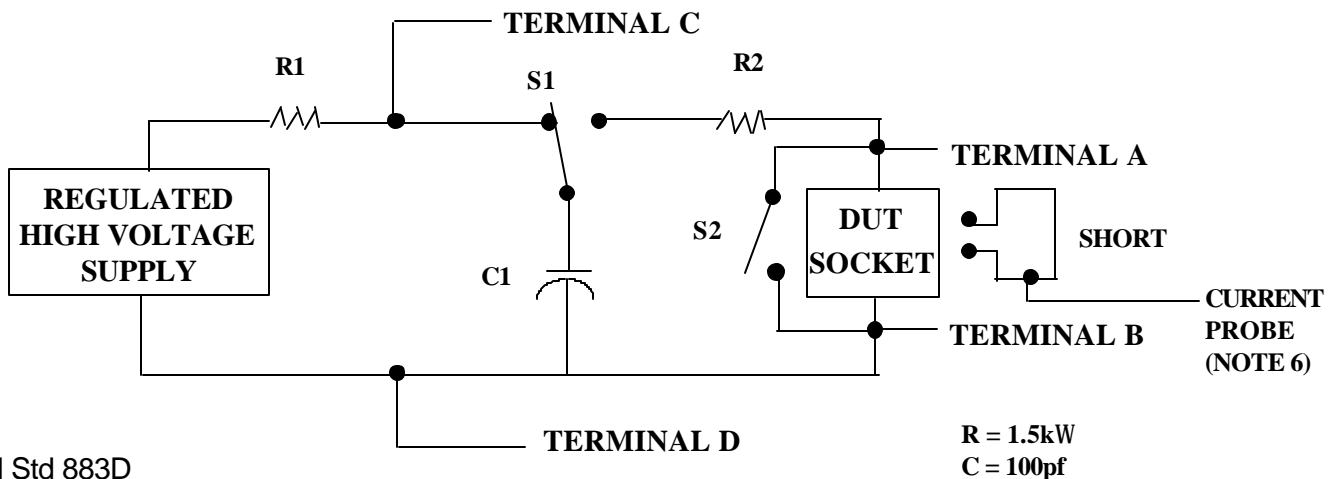 TERMINAL C
R1
S1
R2
TERMINAL A
REGULATED
HIGH VOLTAGE
SUPPLY
C1
S2
DUT
SOCKET
SHORT
CURRENT
PROBE
(NOTE 6)
TERMINAL B
TERMINAL D
R = 1.5kW
C = 100pf
Std 883D